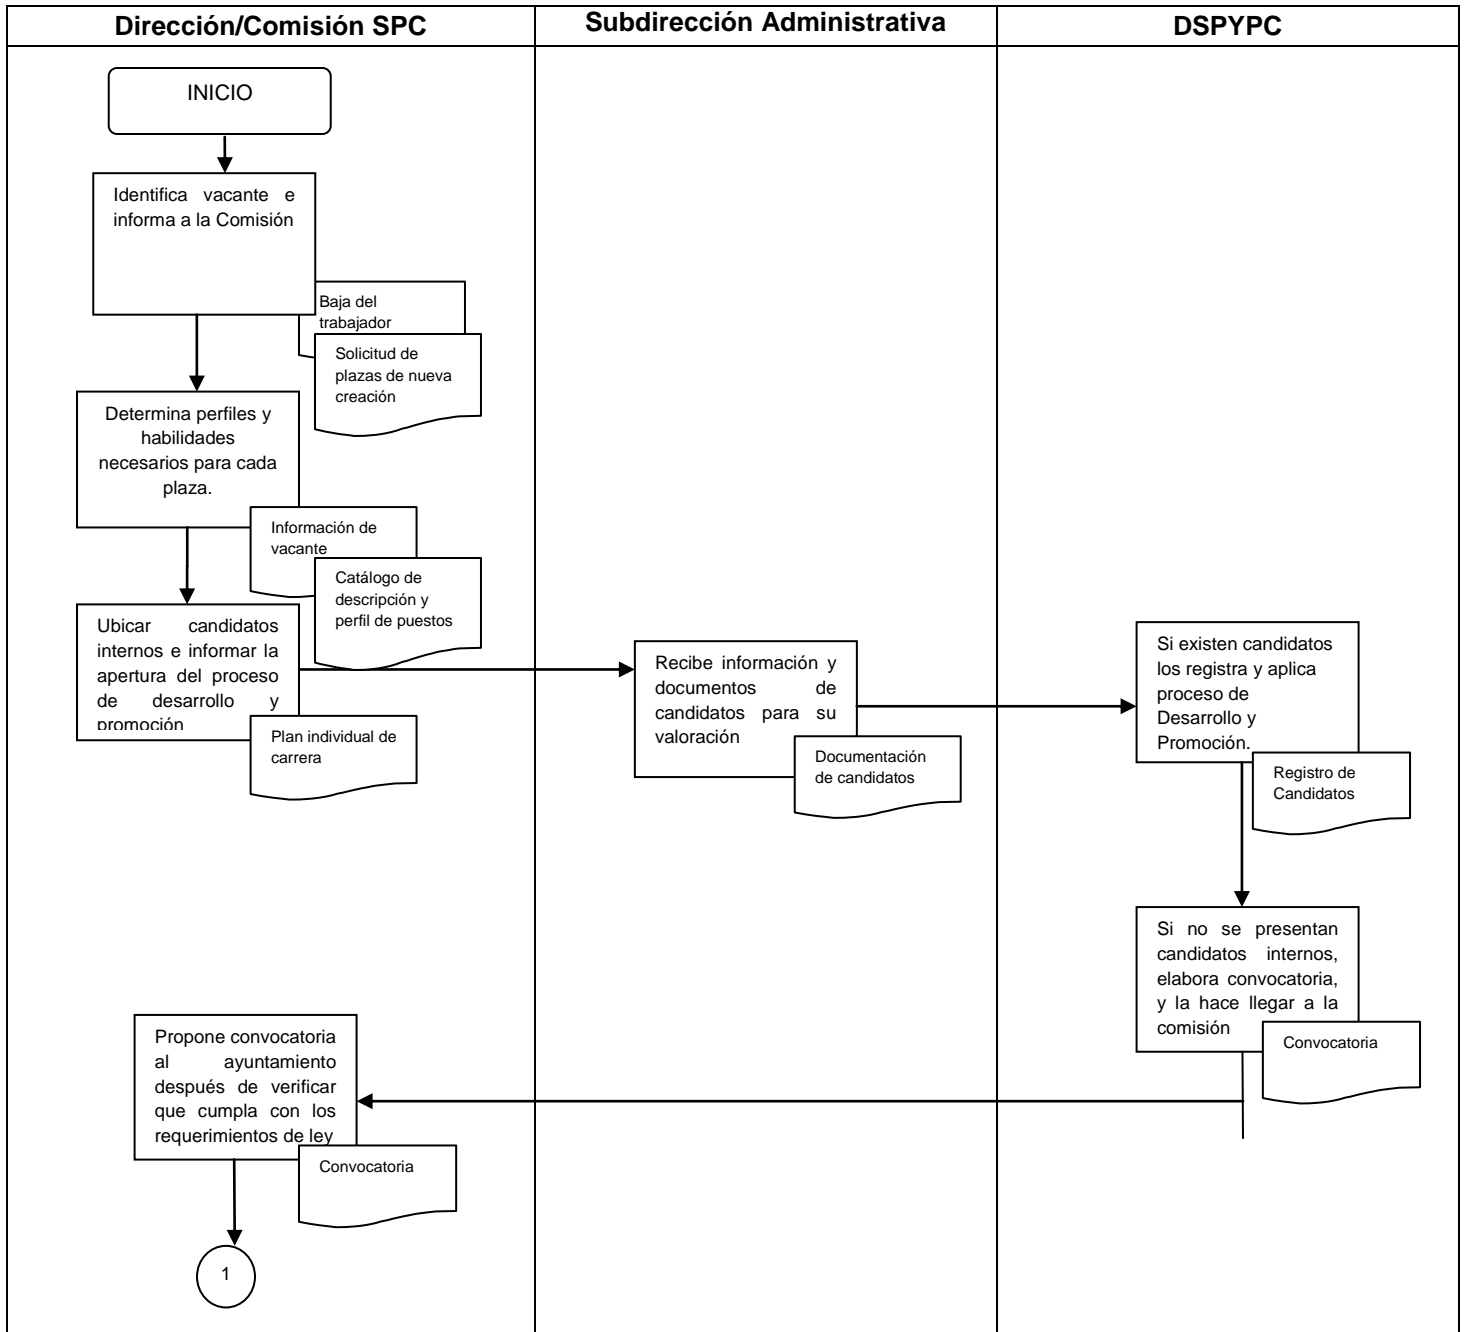 Dirección/Comisión SPC
Subdirección Administrativa
DSPYPC
INICIO
Identifica vacante e
informa a la Comisión
Baja del
trabajador
Solicitud de
plazas de nueva
creación
Determina perfiles y
habilidades
necesarios para cada
plaza.
Información de
vacante
Catálogo de
descripción y
perfil de puestos
Ubicar candidatos
internos e informar la
apertura del proceso
de desarrollo y
promoción
Plan individual de
carrera
Recibe información y
documentos de
candidatos para su
valoración
Documentación
de candidatos
Si existen candidatos
los registra y aplica
proceso de
Desarrollo y
Promoción.
Registro de
Candidatos
Si no se presentan
candidatos internos,
elabora convocatoria,
y la hace llegar a la
comisión
Convocatoria
Propone convocatoria
al ayuntamiento
después de verificar
que cumpla con los
requerimientos de ley
Convocatoria
1